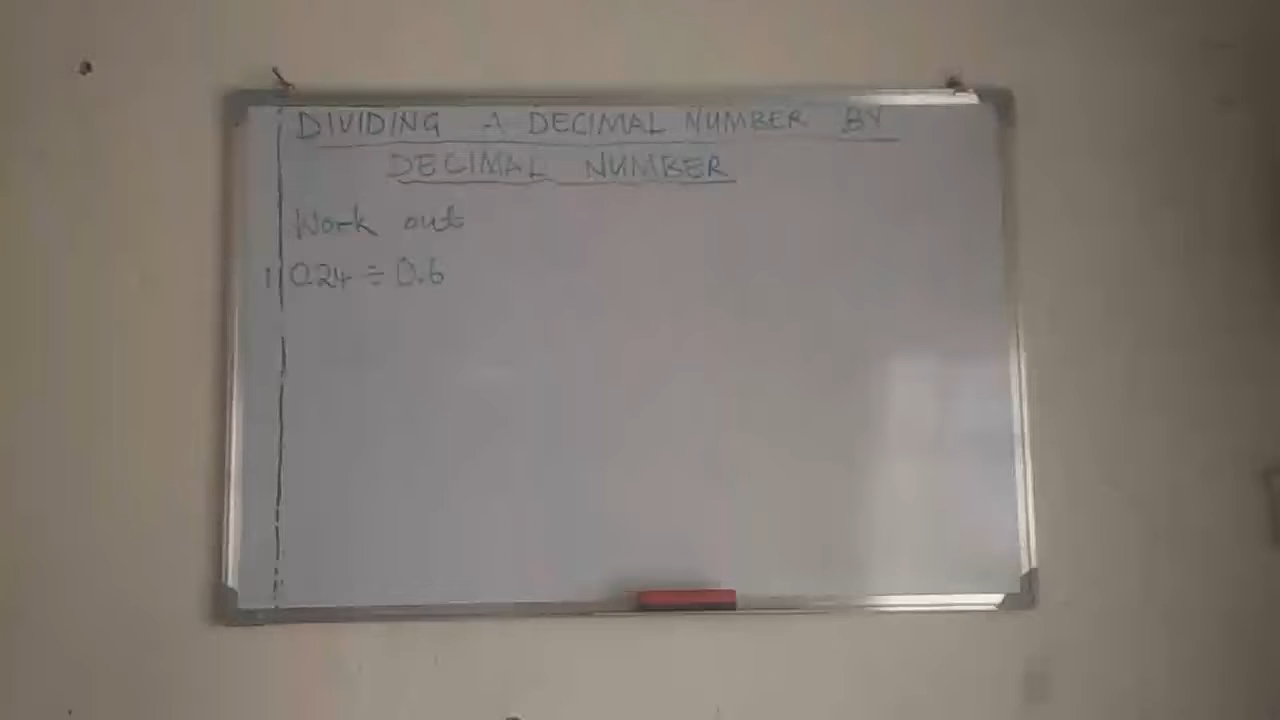 DIVIDING A DECIMAL NUMBER BY
DECIMAL NUMBER
Work out
1 0.24 ÷ 0.6